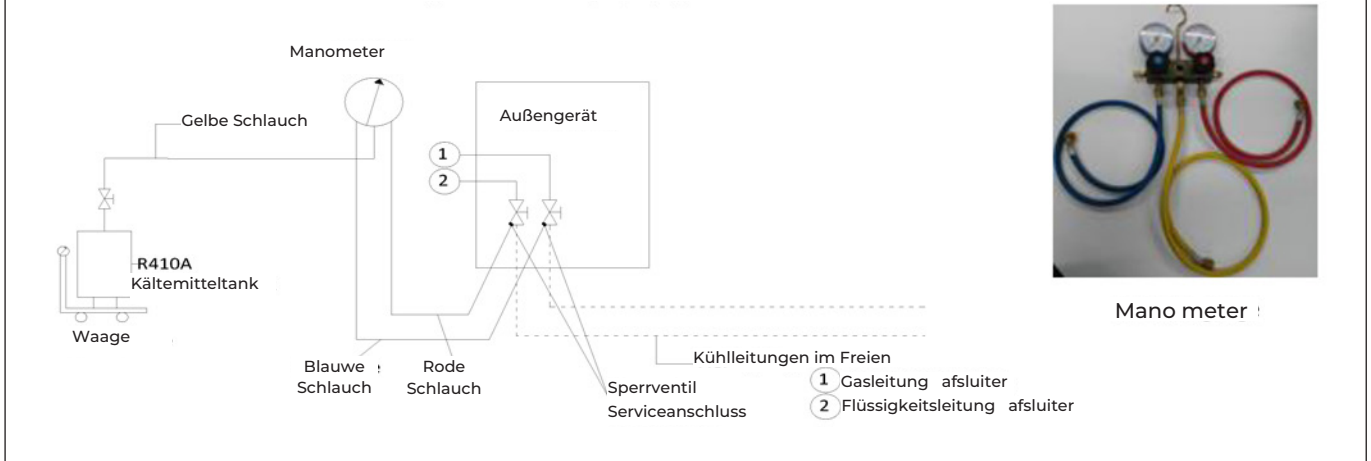 Manometer
Gelbe Schlauch
Außengerät
1
2
R410A
Kältemitteltank
Waage
Blauwe
Schlauch
Rode
Schlauch
Kühlleitungen im Freien
Sperrventil
Serviceanschluss
1 Gasleitung afsluiter
2 Flüssigkeitsleitung afsluiter
Mano meter